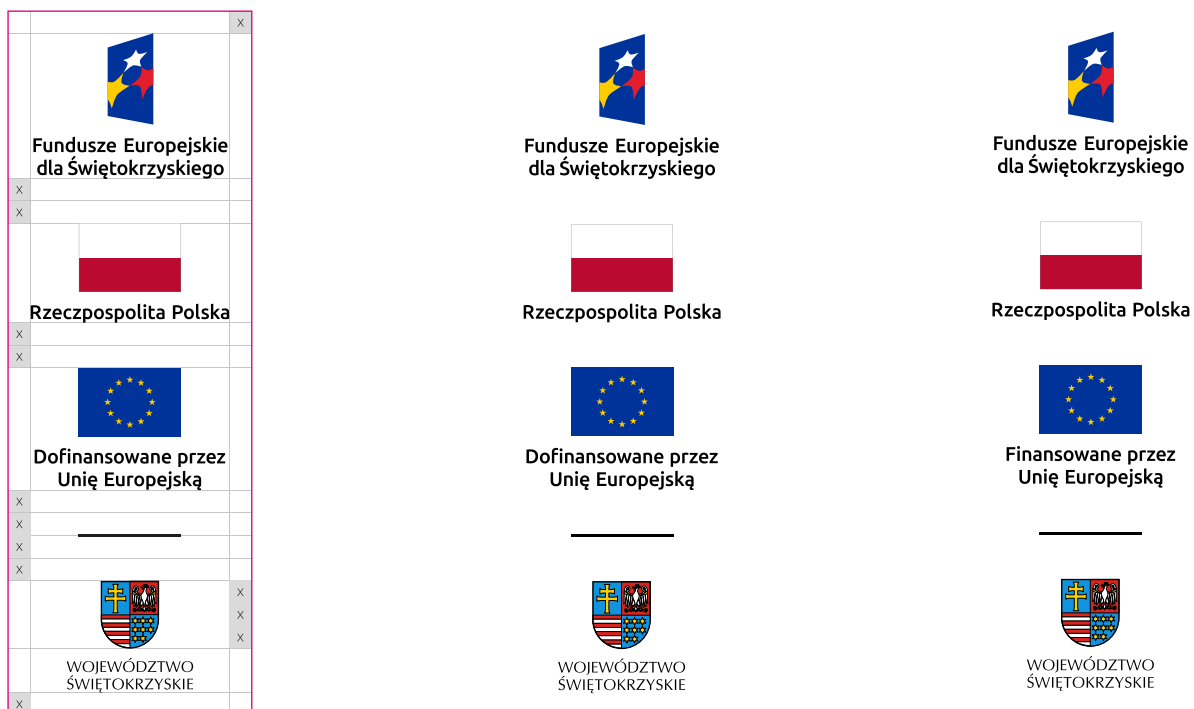 X
Fundusze Europejskie
dla Świętokrzyskiego
X
X
Rzeczpospolita Polska
X
X
Dofinansowane przez
Unię Europejską
X
X
X
X
X
X
X
WOJEWÓDZTWO
ŚWIĘTOKRZYSKIE
X
Fundusze Europejskie
dla Świętokrzyskiego
Rzeczpospolita Polska
Dofinansowane przez
Unię Europejską
WOJEWÓDZTWO
ŚWIĘTOKRZYSKIE
Fundusze Europejskie
dla Świętokrzyskiego
Rzeczpospolita Polska
Finansowane przez
Unię Europejską
WOJEWÓDZTWO
ŚWIĘTOKRZYSKIE